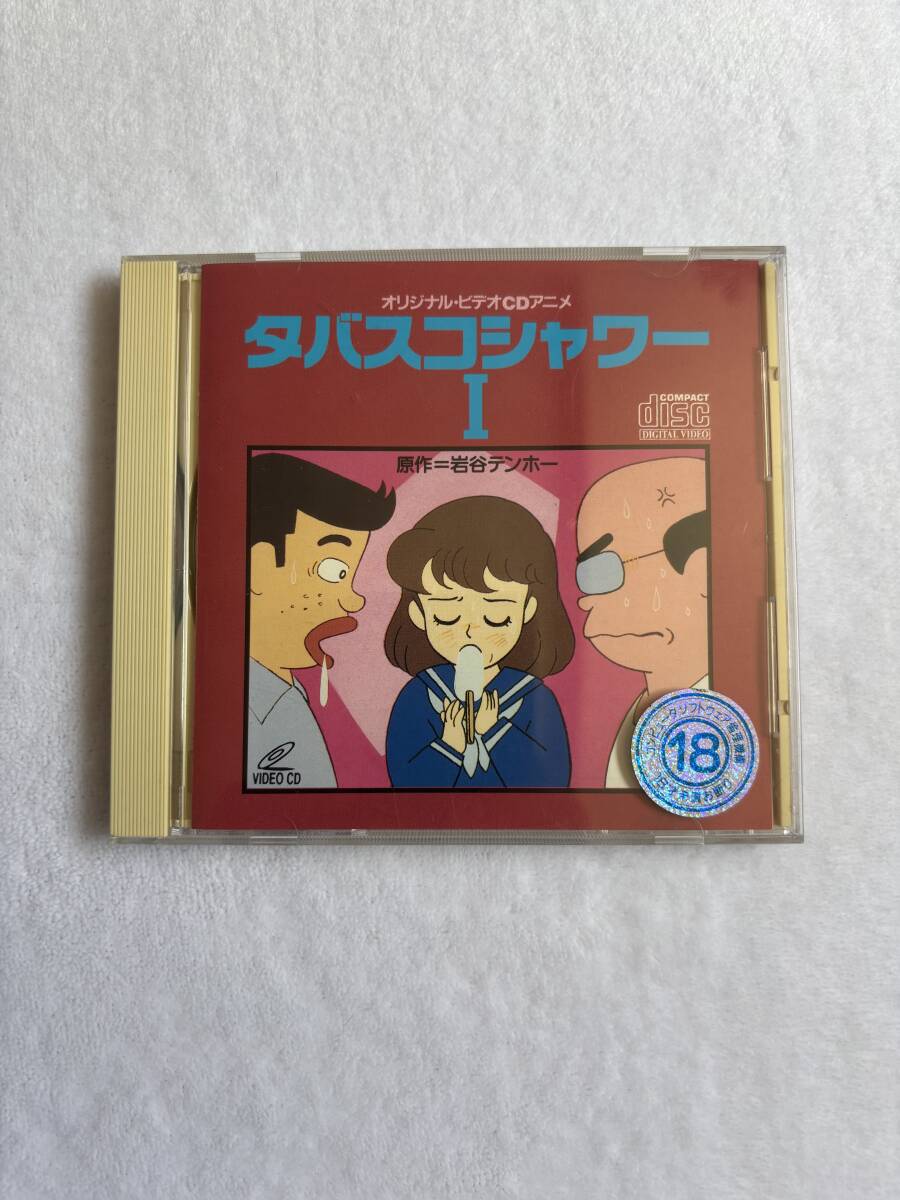 オリジナル・ビデオCDアニメ
タバスコシャワー
I
COMPACT
disc
DIGITAL VIDEO
原作=岩谷テンホー
VIDEO CD
18